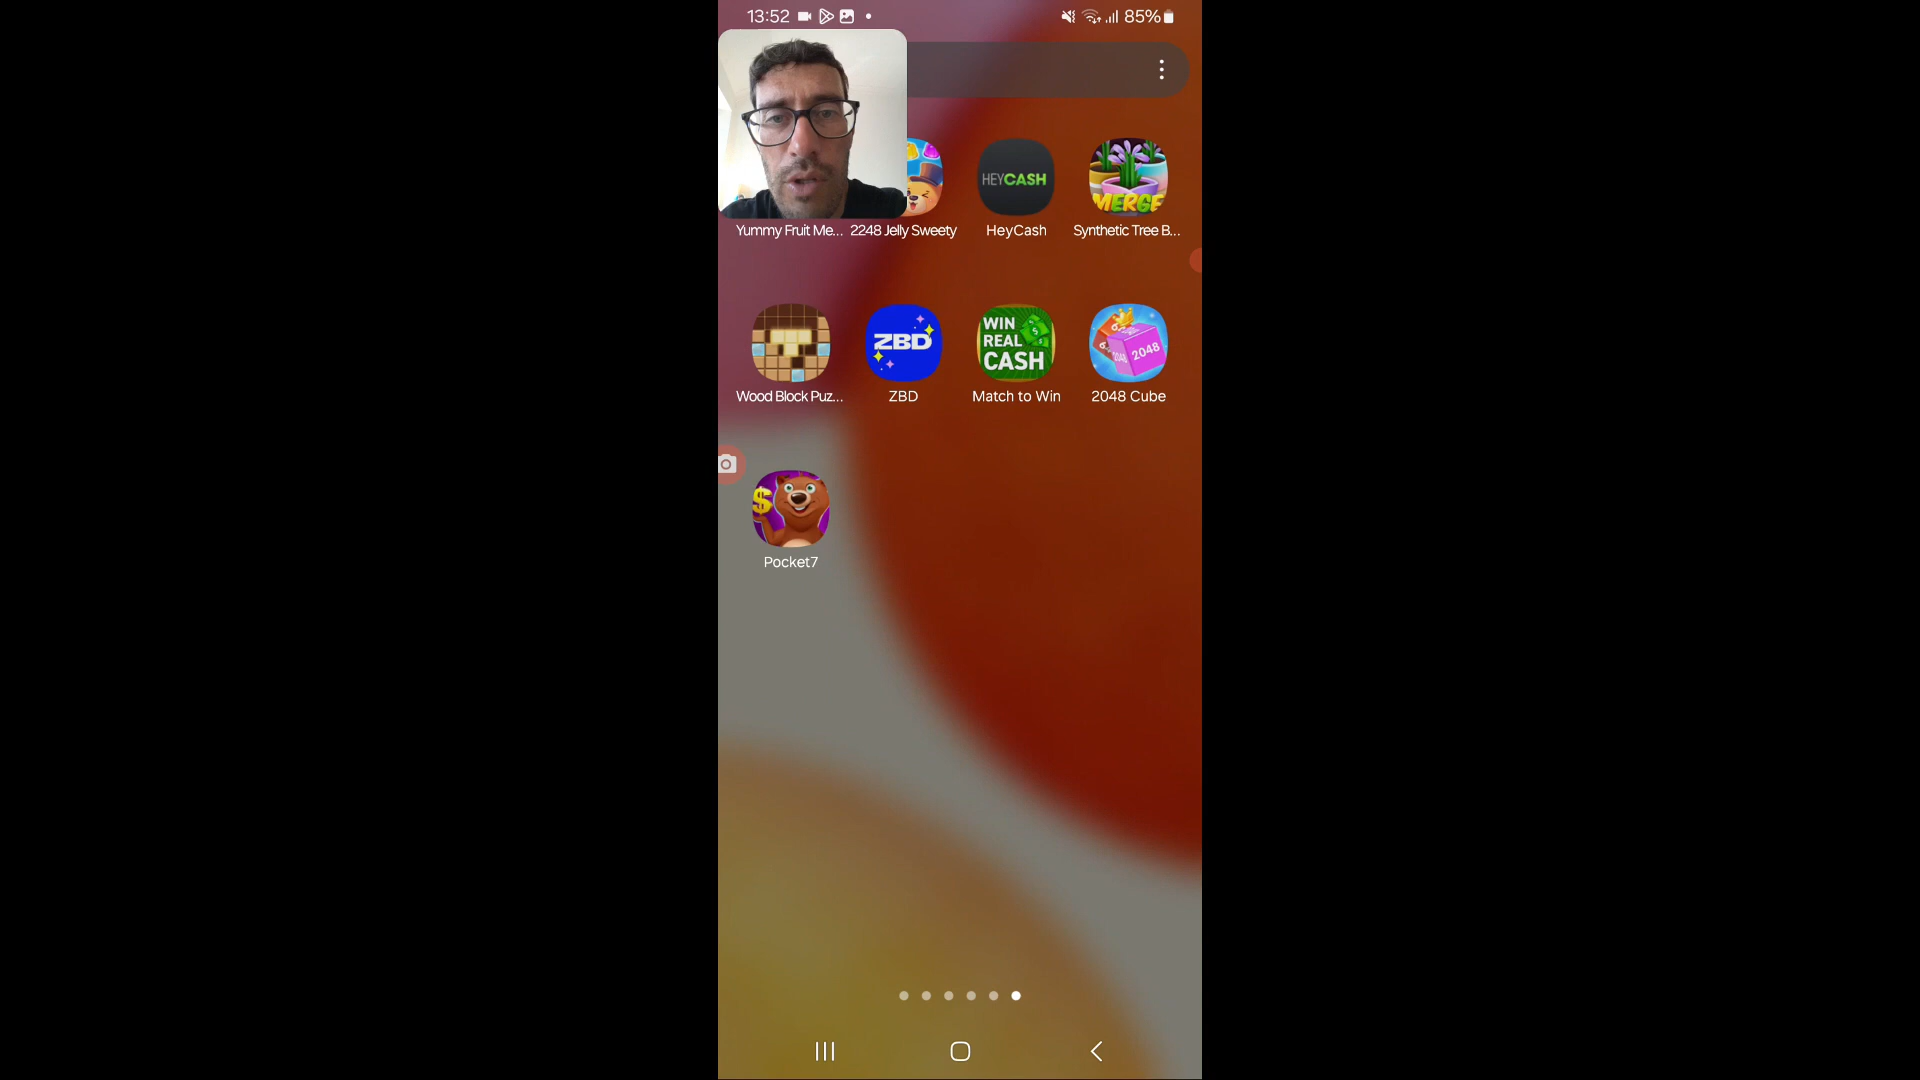 13:52
85%
HEYCASH
MERGE
Yummy Fruit Me...
2248 Jelly Sweety
HeyCash
Synthetic Tree B...
ZBD
WIN
REAL
CASH
2048
2048
Wood Block Puz...
ZBD
Match to Win
2048 Cube
$
Pocket7